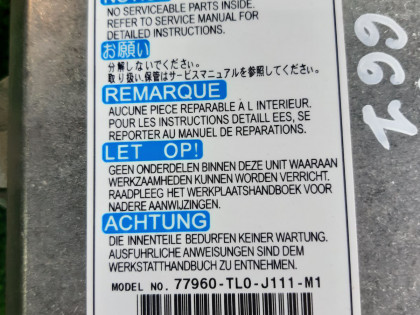 NOTICE
NO SERVICEABLE PARTS INSIDE.
REFER TO SERVICE MANUAL FOR
DETAILED INSTRUCTIONS.
お願い
分解しないでください。
取り扱い、保管はサービスマニュアルを参照してください。
REMARQUE
AUCUNE PIECE REPARABLE À L INTERIEUR.
POUR LES INSTRUCTIONS DETAILL EES, SE
REPORTER AU MANUEL DE REPARATIONS.
LET OP!
GEEN ONDERDELEN BINNEN DEZE UNIT WAARAAN
WERKZAAMHEDEN KUNNEN WORDEN VERRICHT.
RAADPLEEG HET WERKPLAATSHANDBOEK VOOR
NADERE AANWIJZINGEN.
ACHTUNG
DIE INNENTEILE BEDURFEN KEINER WARTUNG.
AUSFUHRLICHE ANWEISUNGEN SIND DEM
WERKSTATTHANDBUCH ZU ENTNEHMEN.
MODEL NO. 77960-TL0-J111-M1
661